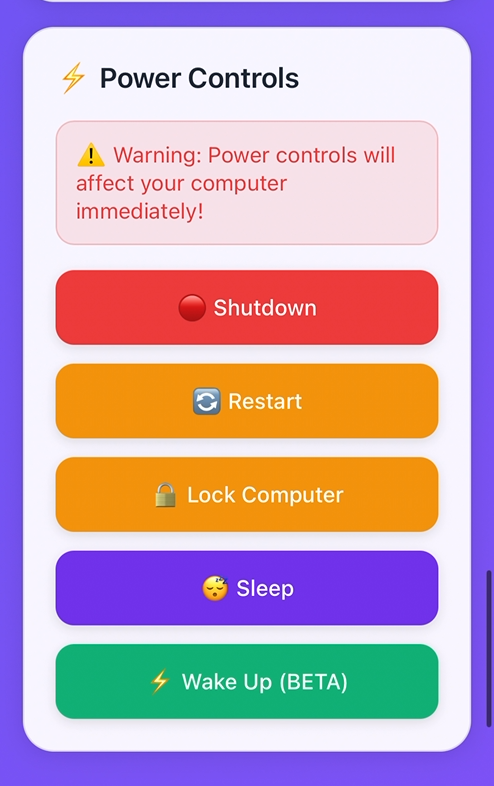 ⚡ Power Controls
⚠️ Warning: Power controls will
affect your computer
immediately!
🔴 Shutdown
🔄 Restart
🔒 Lock Computer
😴 Sleep
⚡ Wake Up (BETA)